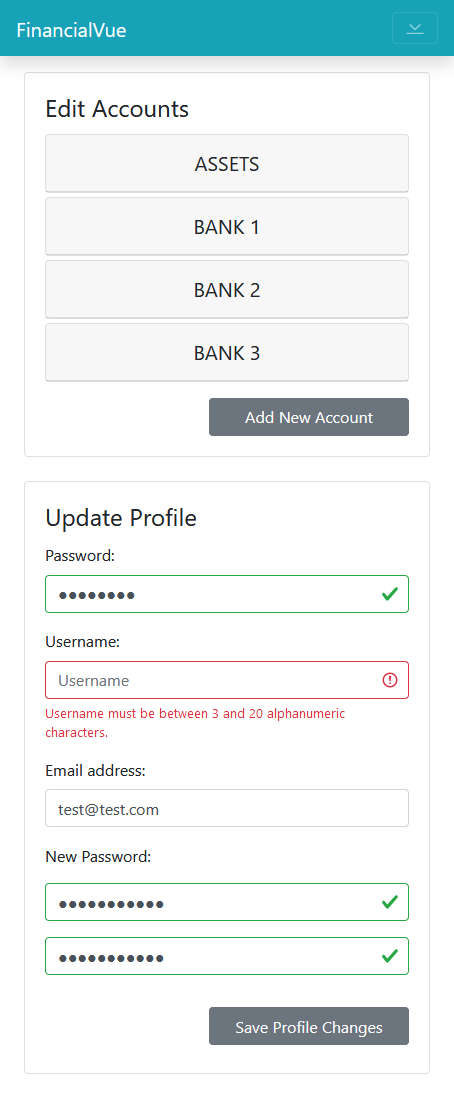 FinancialVue
Edit Accounts
ASSETS
BANK 1
BANK 2
BANK 3
Add New Account
Update Profile
Password:
●●●●●●●●
Username:
Username
Username must be between 3 and 20 alphanumeric
characters.
Email address:
test@test.com
New Password:
●●●●●●●●●●●
●●●●●●●●●●●
Save Profile Changes